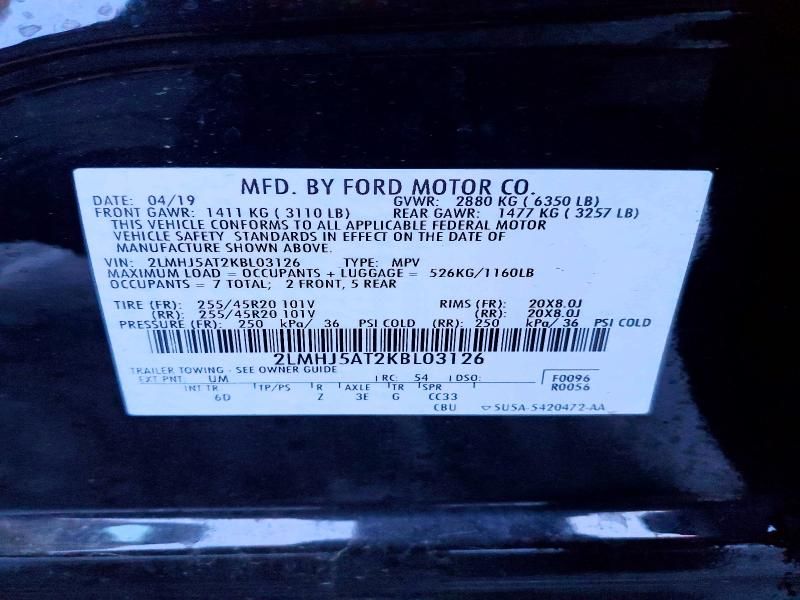 MFD. BY FORD MOTOR CO.
DATE: 04/19 GVWR: 2880 KG ( 6350 LB)
FRONT GAWR: 1411 KG ( 3110 LB) REAR GAWR: 1477 KG ( 3257 LB)
THIS VEHICLE CONFORMS TO ALL APPLICABLE FEDERAL MOTOR
VEHICLE SAFETY STANDARDS IN EFFECT ON THE DATE OF
MANUFACTURE SHOWN ABOVE.
VIN: 2LMHJ5AT2KBL03126 TYPE: MPV
MAXIMUM LOAD = OCCUPANTS + LUGGAGE = 526KG/1160LB
OCCUPANTS = 7 TOTAL; 2 FRONT, 5 REAR
TIRE (FR): 255/45R20 101V RIMS (FR): 20X8.0J
(RR): 255/45R20 101V (RR): 20X8.0J
PRESSURE (FR): 250 kPa/ 36 PSI COLD (RR): 250 kPa/ 36 PSI COLD
2LMHJ5AT2KBL03126
TRAILER TOWING - SEE OWNER GUIDE
EXT PNT: UM RC: 54 DSO: F0096
INT TR TP/PS R AXLE TR SPR R0056
6D Z 3E G CC33
CBU SU5A-5420472-AA